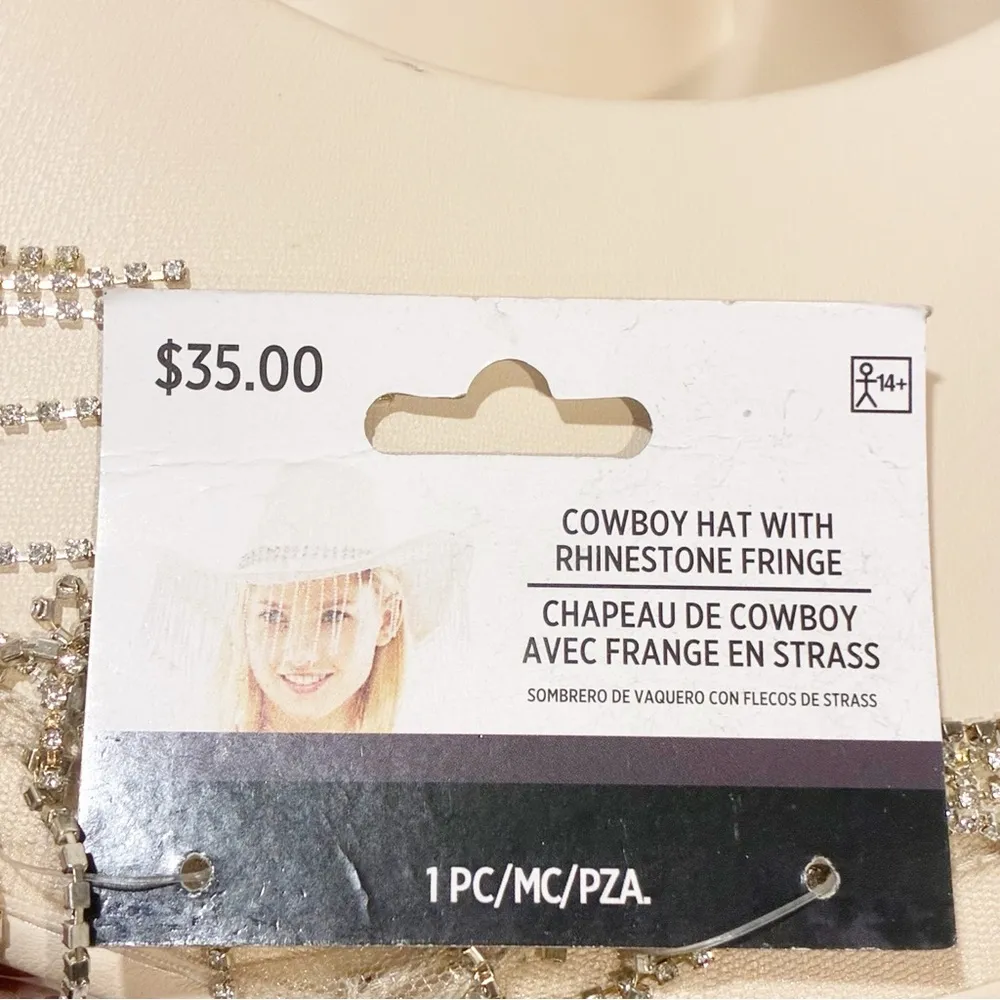 $35.00
14+
COWBOY HAT WITH
RHINESTONE FRINGE
CHAPEAU DE COWBOY
AVEC FRANGE EN STRASS
SOMBRERO DE VAQUERO CON FLECOS DE STRASS
1 PC/MC/PZA.